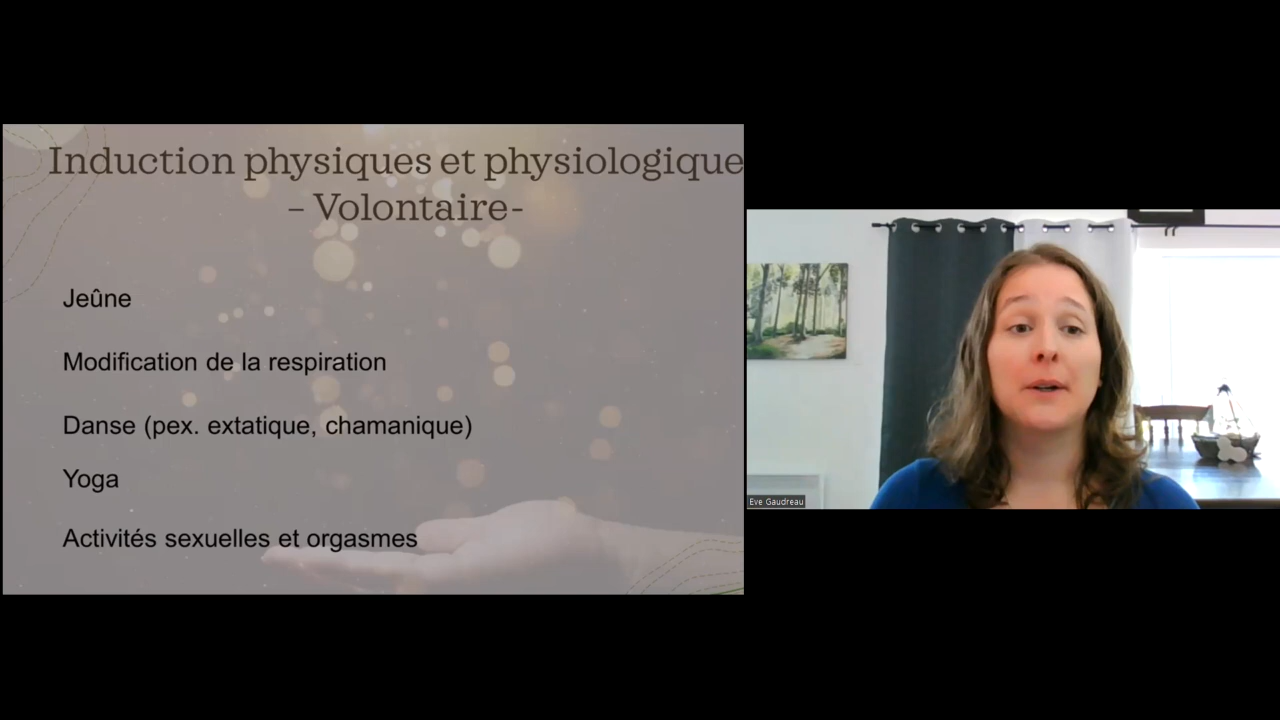 Induction physiques et physiologique
– Volontaire-
Jeûne
Modification de la respiration
Danse (pex. extatique, chamanique)
Yoga
Activités sexuelles et orgasmes
Eve Gaudreau